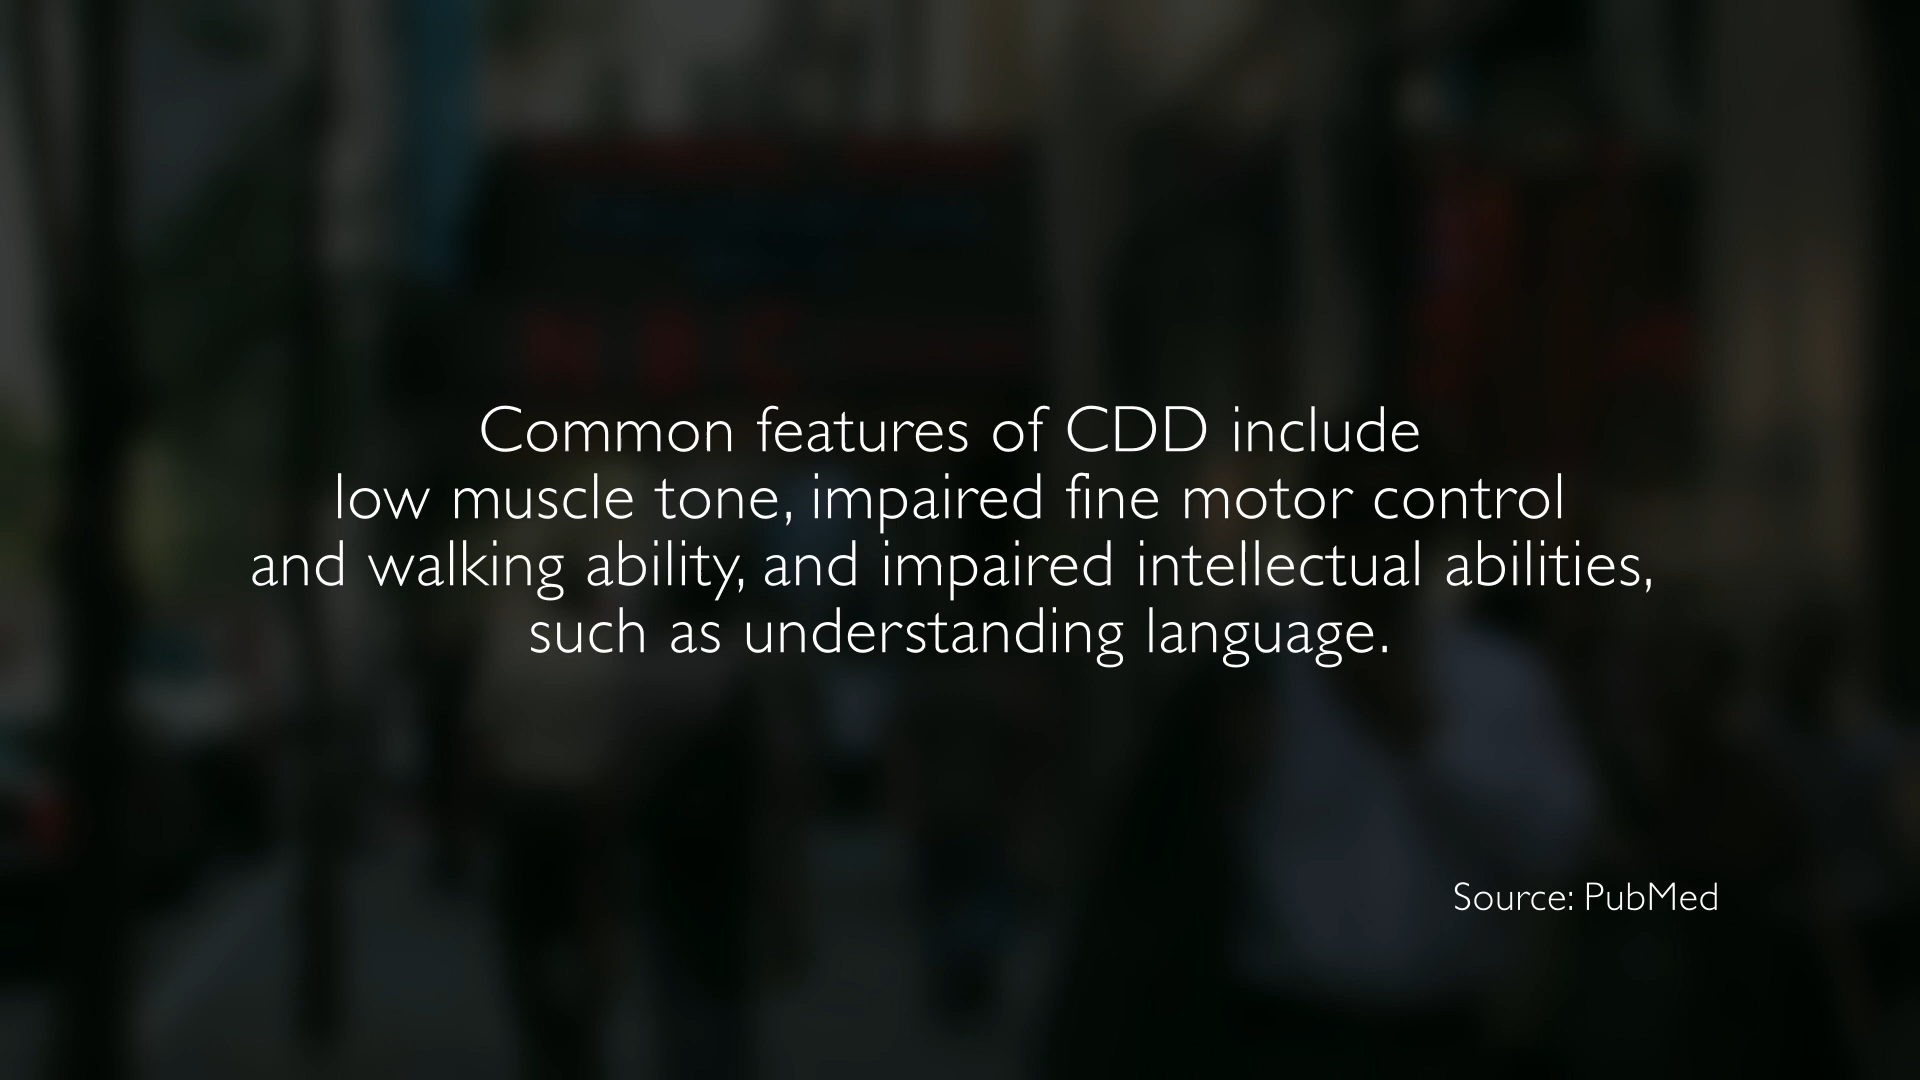 Common features of CDD include
low muscle tone, impaired fine motor control
and walking ability, and impaired intellectual abilities,
such as understanding language.
Source: PubMed